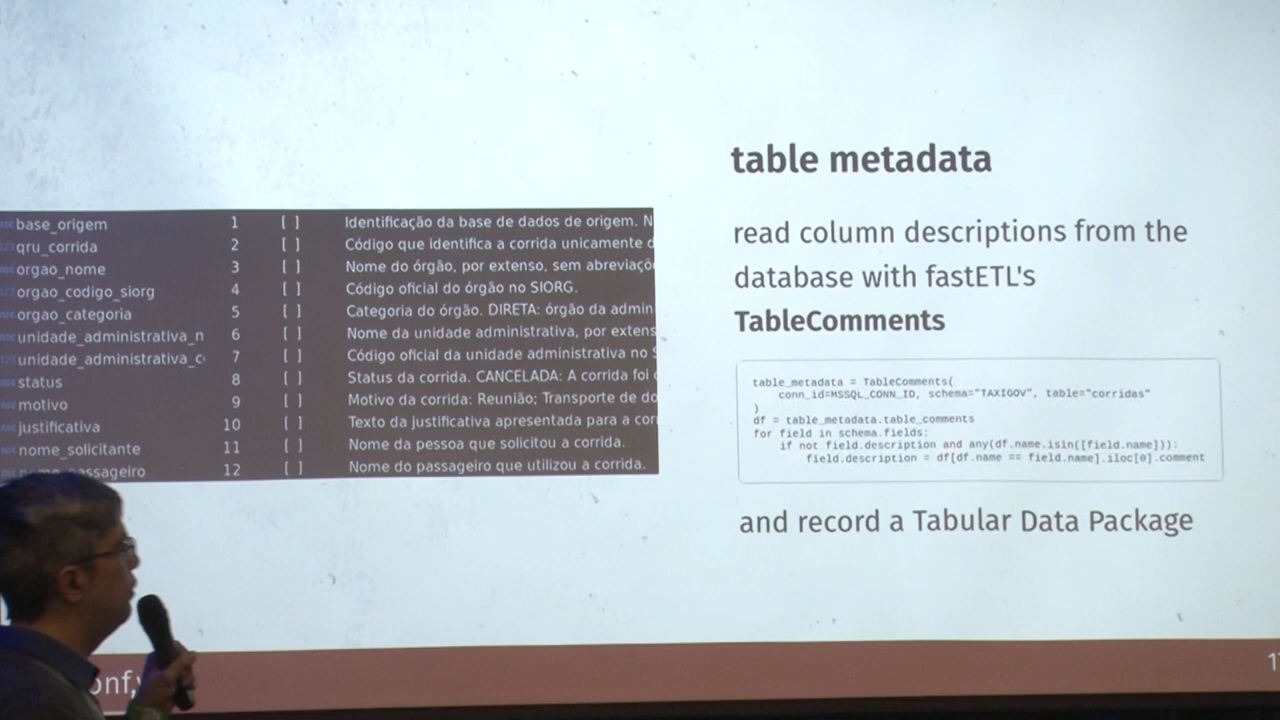 table metadata
read column descriptions from the
database with fastETL's
TableComments
table_metadata = TableComments(
conn_id=MSSQL_CONN_ID, schema="TAXIGOV", table="corridas"
)
df = table_metadata.table_comments
for field in schema.fields:
if not field.description and any(df.name.isin([field.name])):
field.description = df[df.name == field.name].iloc[0].comment
and record a Tabular Data Package
base_origem 1 [ ] Identificação da base de dados de origem. N
qru_corrida 2 [ ] Código que identifica a corrida unicamente d
orgao_nome 3 [ ] Nome do órgão, por extenso, sem abreviaçõ
orgao_codigo_siorg 4 [ ] Código oficial do órgão no SIORG.
orgao_categoria 5 [ ] Categoria do órgão. DIRETA: órgão da admin
unidade_administrativa_n 6 [ ] Nome da unidade administrativa, por extens
unidade_administrativa_c 7 [ ] Código oficial da unidade administrativa no S
status 8 [ ] Status da corrida. CANCELADA: A corrida foi
motivo 9 [ ] Motivo da corrida: Reunião; Transporte de do
justificativa 10 [ ] Texto da justificativa apresentada para a cor
nome_solicitante 11 [ ] Nome da pessoa que solicitou a corrida.
nome_passageiro 12 [ ] Nome do passageiro que utilizou a corrida.